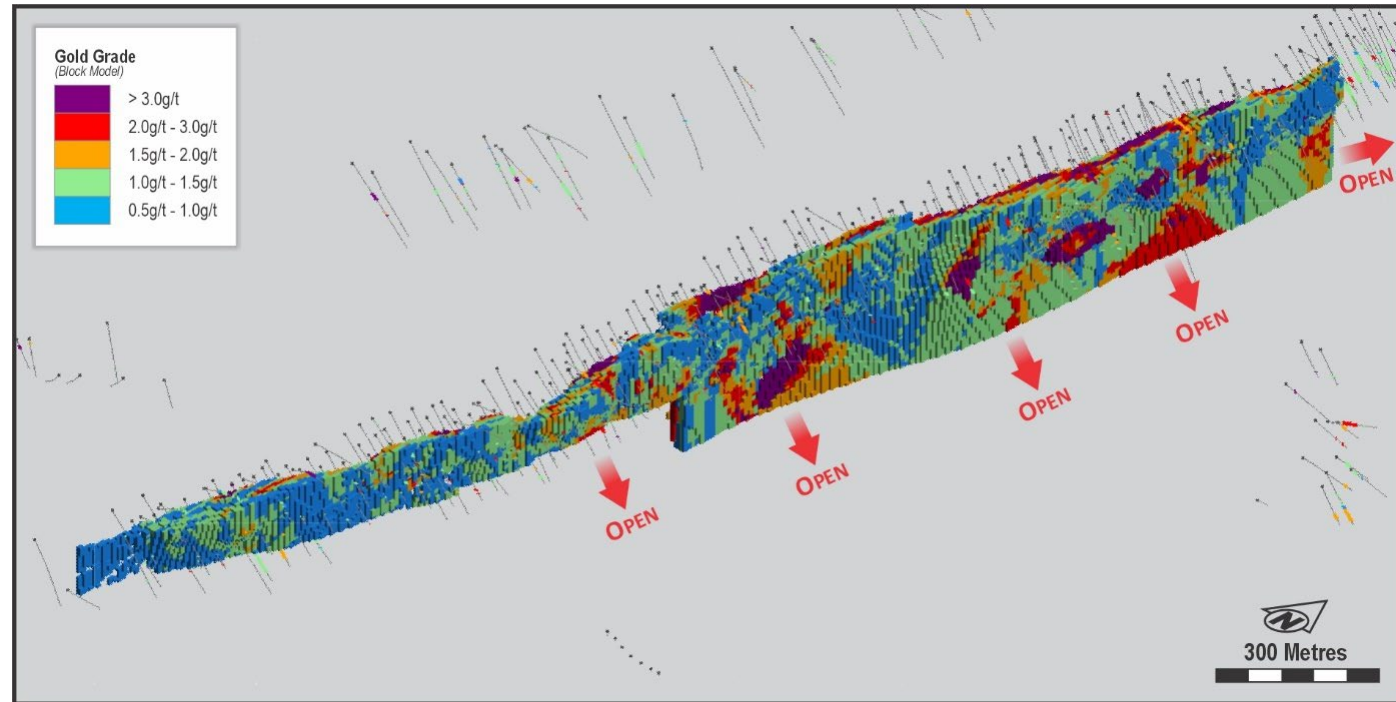 Gold Grade
(Block Model)
> 3.0g/t
2.0g/t - 3.0g/t
1.5g/t - 2.0g/t
1.0g/t - 1.5g/t
0.5g/t - 1.0g/t
OPEN
OPEN
OPEN
OPEN
OPEN
N
300 Metres